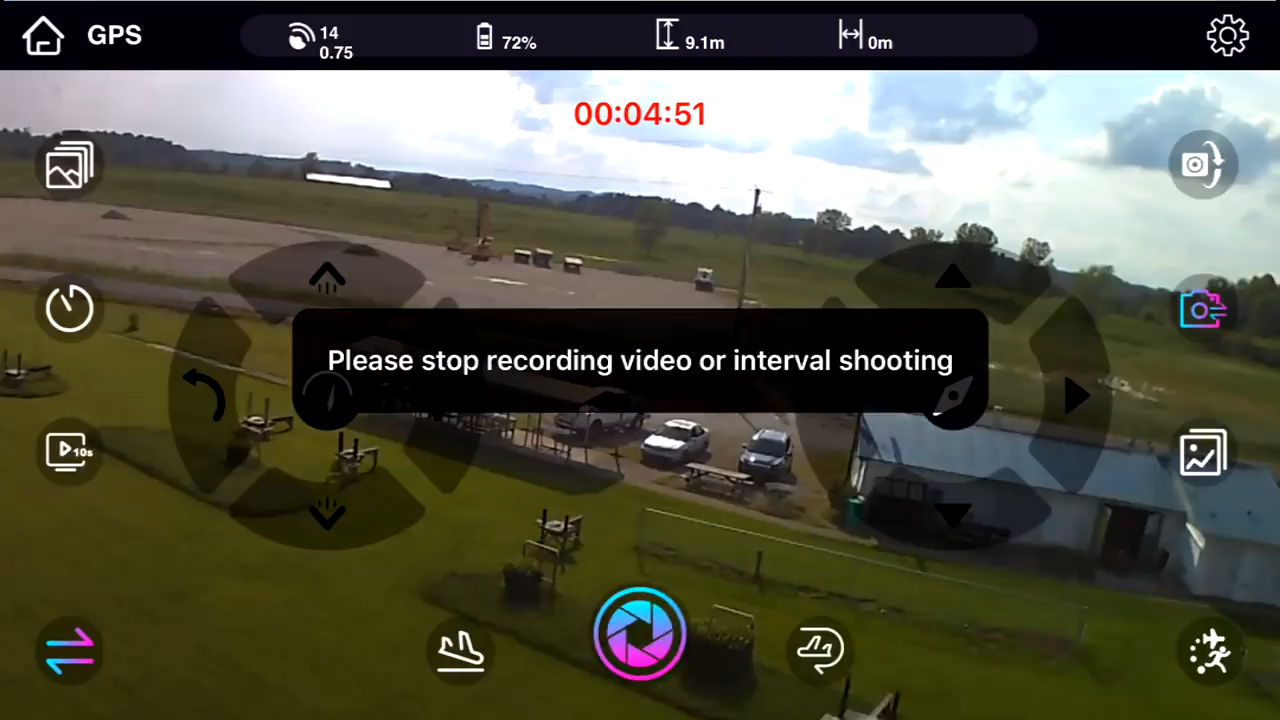 GPS
14
0.75
72%
9.1m
0m
00:04:51
Please stop recording video or interval shooting
10s